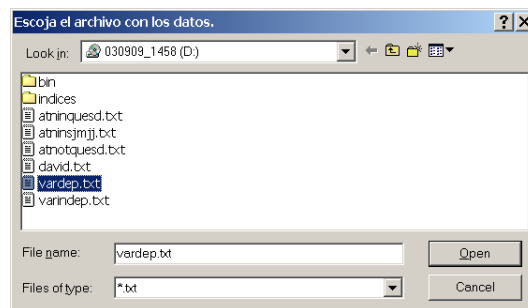 Escoja el archivo con los datos.
Look in: 030909_1458 (D:)
bin
indices
atninquesd.txt
atninsjmjj.txt
atnotquesd.txt
david.txt
vardep.txt
varindep.txt
File name: vardep.txt Open
Files of type: *.txt Cancel